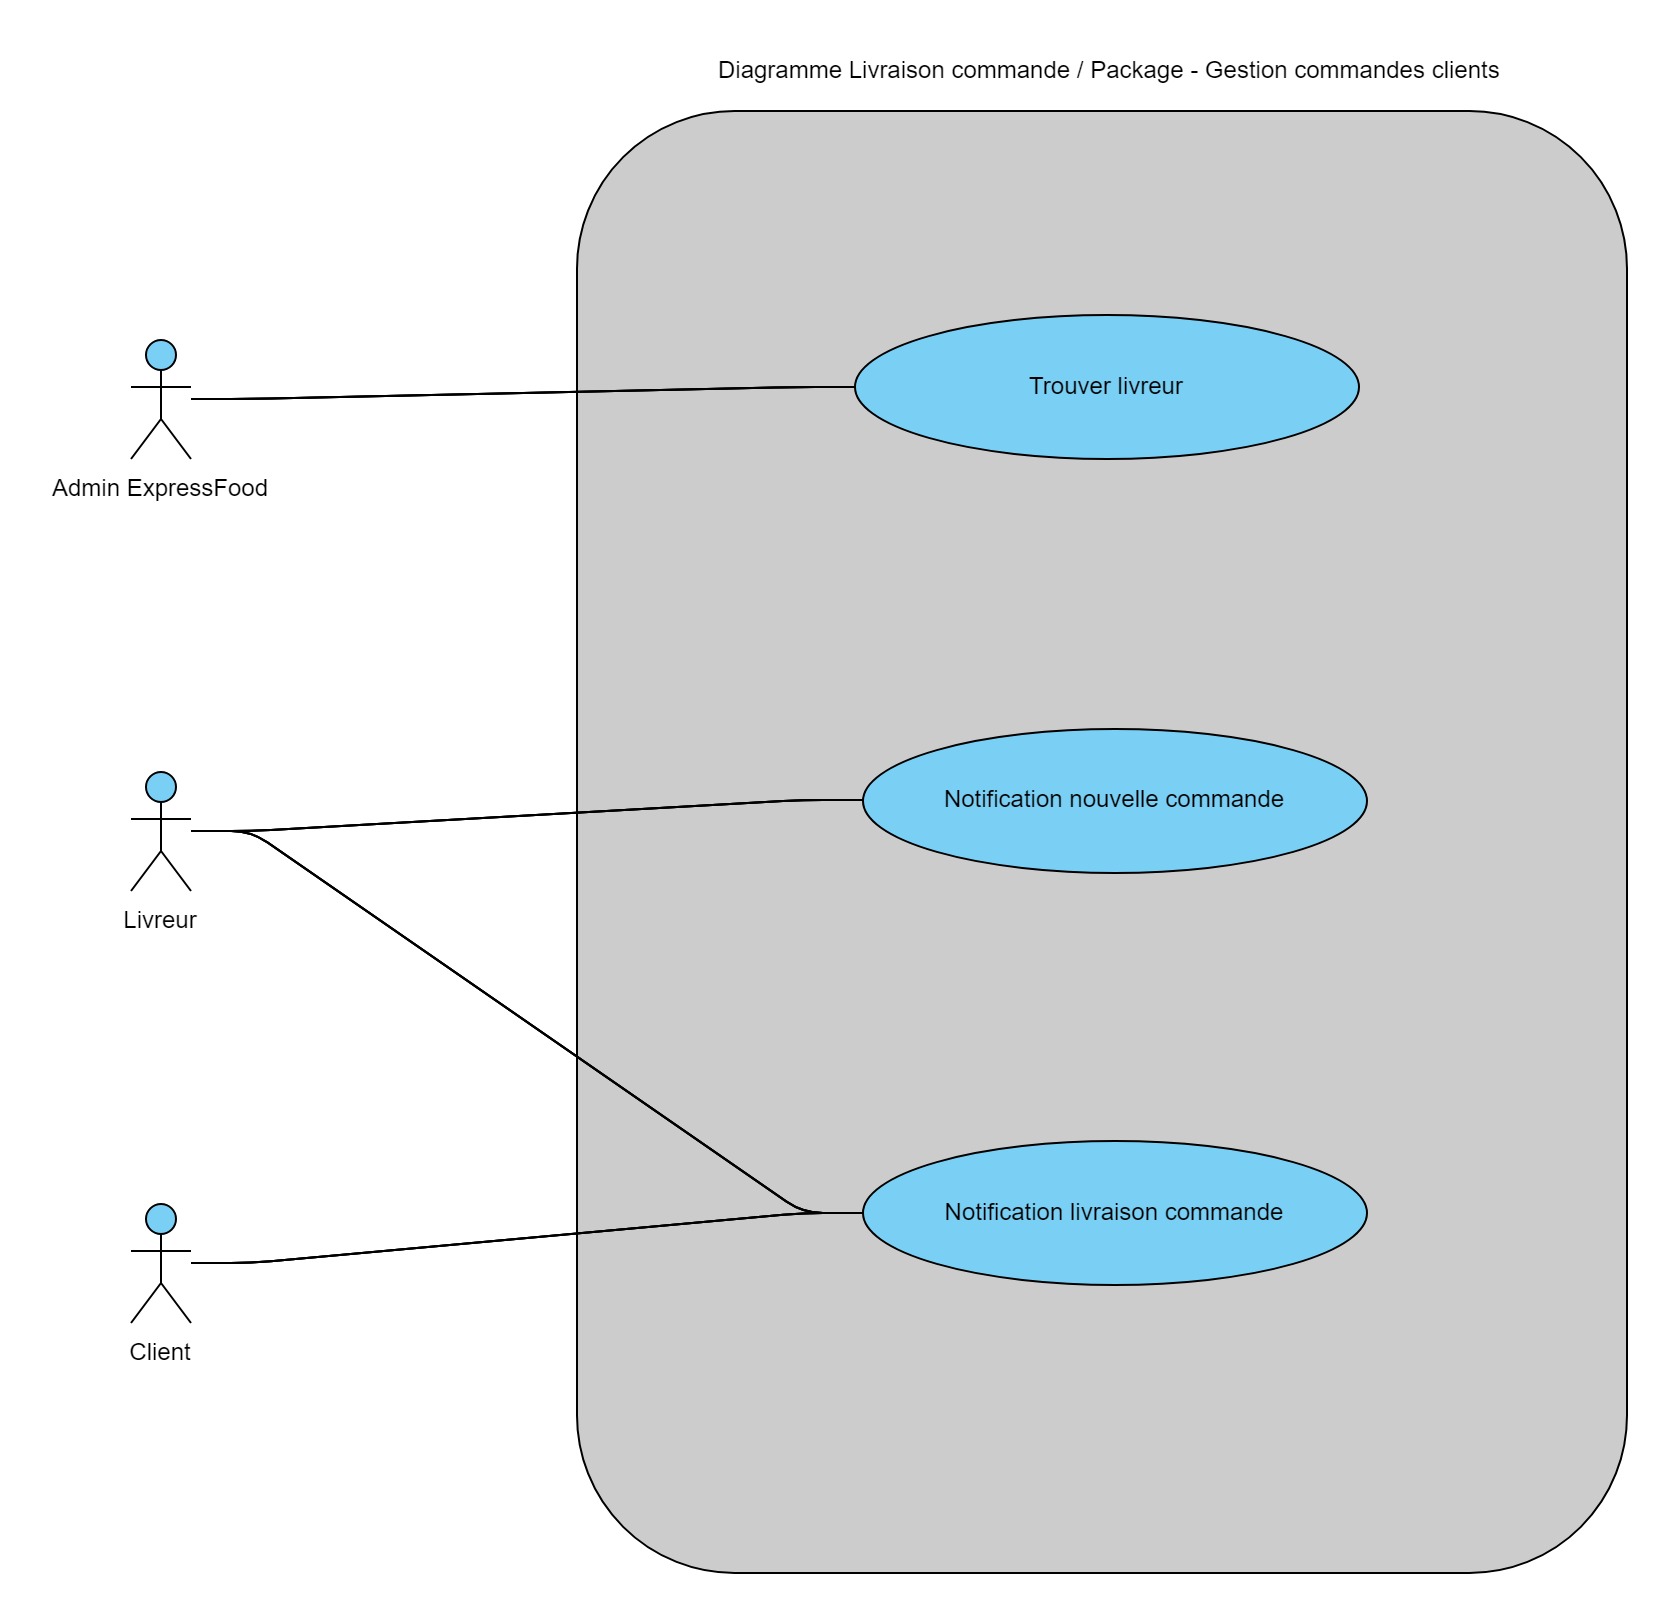 Diagramme Livraison commande / Package - Gestion commandes clients
Trouver livreur
Admin ExpressFood
Notification nouvelle commande
Livreur
Notification livraison commande
Client